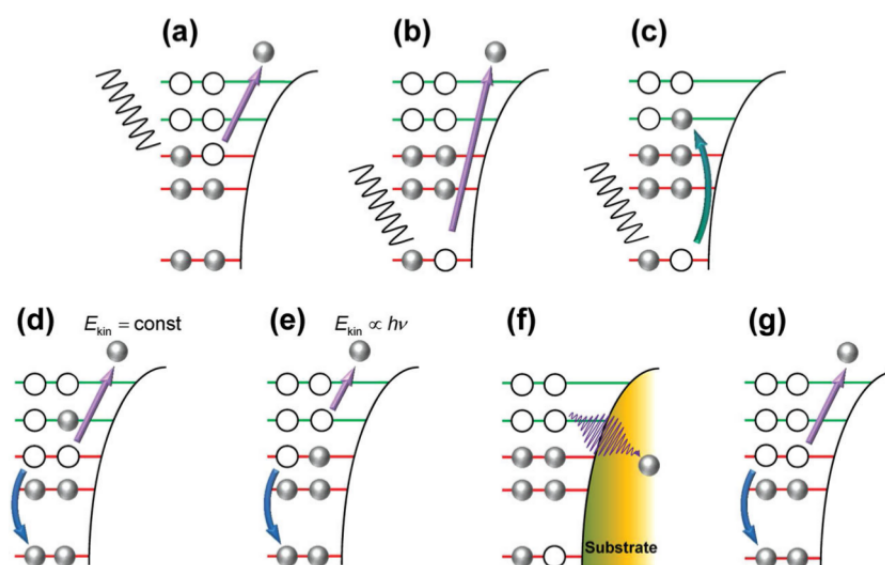 (a) (b) (c)
(d) E_kin = const (e) E_kin ∝ hν (f) (g)
Substrate